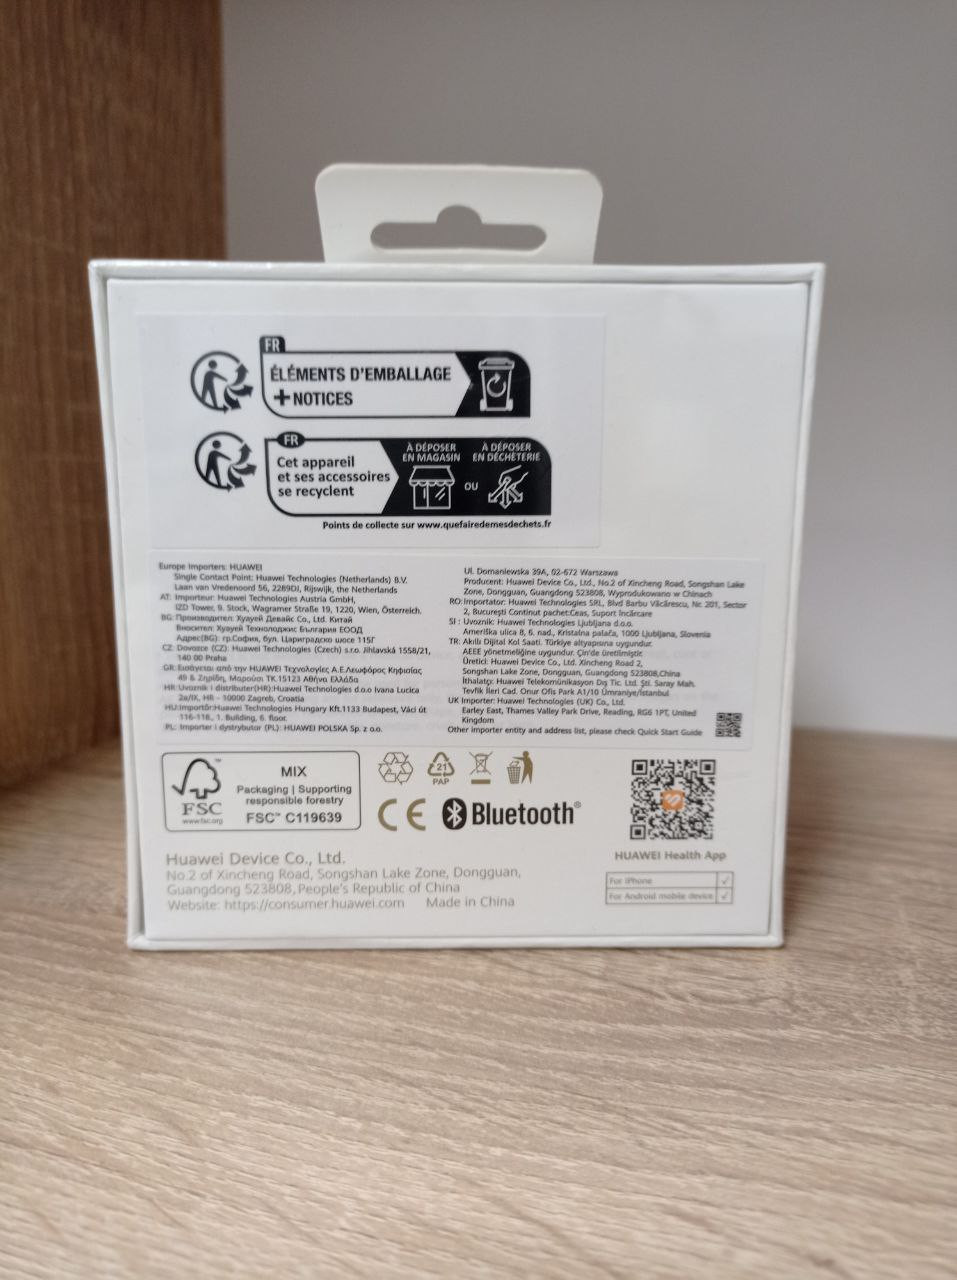 FR
ÉLÉMENTS D'EMBALLAGE
+NOTICES
FR
Cet appareil
et ses accessoires
se recyclent
À DÉPOSER
EN MAGASIN
OU
À DÉPOSER
EN DÉCHÈTERIE
Points de collecte sur www.quefairedemesdechets.fr
Europe Importers: HUAWEI
Single Contact Point: Huawei Technologies (Netherlands) B.V.
Laan van Vredenoord 56, 2289DJ, Rijswijk, the Netherlands
AT: Importeur: Huawei Technologies Austria GmbH,
IZD Tower, 9. Stock, Wagramer Straße 19, 1220, Wien, Österreich.
BG: Производител: Хуауей Девайс Ко., Лтд. Китай
Вносител: Хуауей Технолоджис България ЕООД
Адрес(BG): гр.София, бул. Цариградско шосе 115Г
CZ: Dovozce (CZ): Huawei Technologies (Czech) s.r.o. Jihlavská 1558/21,
140 00 Praha
GR: Εισάγεται από την HUAWEI Τεχνολογίες Α.Ε.Λεωφόρος Κηφισίας
49 & Ζηρίδη, Μαρούσι ΤΚ.15123 Αθήνα Ελλάδα
HR: Uvoznik i distributer(HR):Huawei Technologies d.o.o Ivana Lucica
2a/IX, HR - 10000 Zagreb, Croatia
HU:Importőr:Huawei Technologies Hungary Kft.1133 Budapest, Váci út
116-118., 1. Building, 6. floor.
PL: Importer i dystrybutor (PL): HUAWEI POLSKA Sp. z o.o.
Ul. Domaniewska 39A, 02-672 Warszawa
Producent: Huawei Device Co., Ltd., No.2 of Xincheng Road, Songshan Lake
Zone, Dongguan, Guangdong 523808, Wyprodukowano w Chinach
RO: Importator: Huawei Technologies SRL, Blvd Barbu Văcărescu, Nr. 201, Sector
2, București Continut pachet:Ceas, Suport încărcare
SI : Uvoznik: Huawei Technologies Ljubljana d.o.o.
Ameriška ulica 8, 6. nad., Kristalna palača, 1000 Ljubljana, Slovenia
TR: Akıllı Dijital Kol Saati. Türkiye altyapısına uygundur.
AEEE yönetmeliğine uygundur. Çin'de üretilmiştir.
Üretici: Huawei Device Co., Ltd. Xincheng Road 2,
Songshan Lake Zone, Dongguan, Guangdong 523808,China
İthalatçı: Huawei Telekomünikasyon Dış Tic. Ltd. Şti. Saray Mah.
Tevfik İleri Cad. Onur Ofis Park A1/10 Ümraniye/İstanbul
UK Importer: Huawei Technologies (UK) Co., Ltd.
Earley East, Thames Valley Park Drive, Reading, RG6 1PT, United
Kingdom
Other importer entity and address list, please check Quick Start Guide
FSC™
www.fsc.org
MIX
Packaging | Supporting
responsible forestry
FSC™ C119639
21
PAP
CE
Bluetooth®
HUAWEI Health App
For iPhone √
For Android mobile device √
Huawei Device Co., Ltd.
No.2 of Xincheng Road, Songshan Lake Zone, Dongguan,
Guangdong 523808,People's Republic of China
Website: https://consumer.huawei.com Made in China